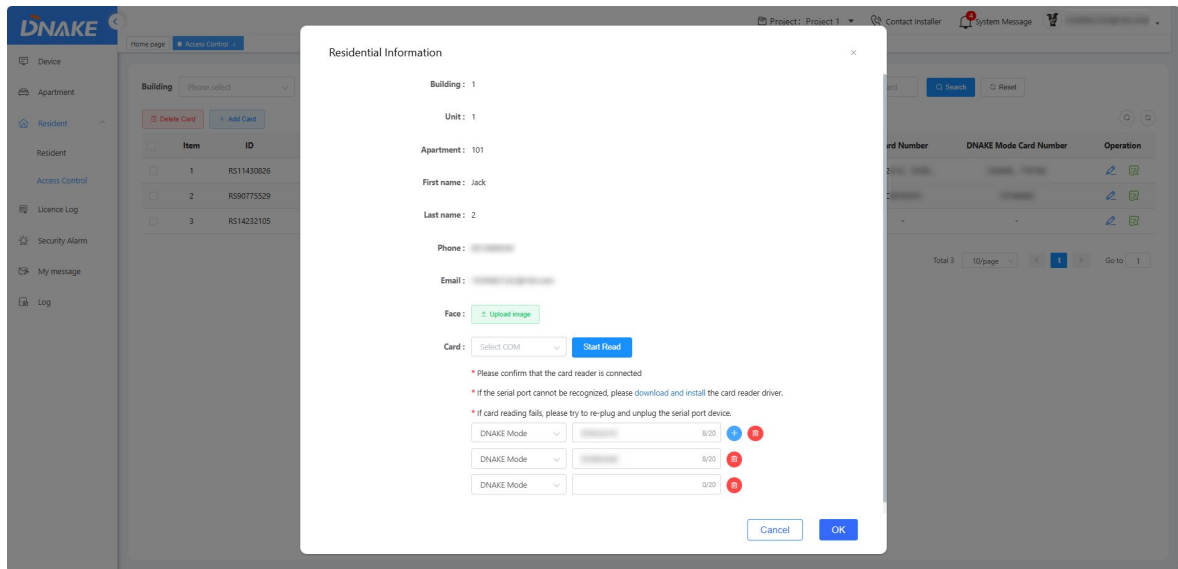 DNAKE
Project: Project 1
Contact Installer
4
System Message
Home page
Access Control ×
Device
Apartment
Resident
Resident
Access Control
Licence Log
Security Alarm
My message
Log
Building Please select
Search
Reset
Delete Card
+ Add Card
Item ID
rd Number DNAKE Mode Card Number Operation
1 RS11430826
2 RS90775529
3 RS14232105 - -
Total 3 10/page < 1 > Go to 1
Residential Information ×
Building : 1
Unit : 1
Apartment : 101
First name : Jack
Last name : 2
Phone :
Email :
Face : Upload image
Card : Select COM Start Read
* Please confirm that the card reader is connected
* If the serial port cannot be recognized, please download and install the card reader driver.
* If card reading fails, please try to re-plug and unplug the serial port device.
DNAKE Mode 8/20
DNAKE Mode 8/20
DNAKE Mode 0/20
Cancel OK